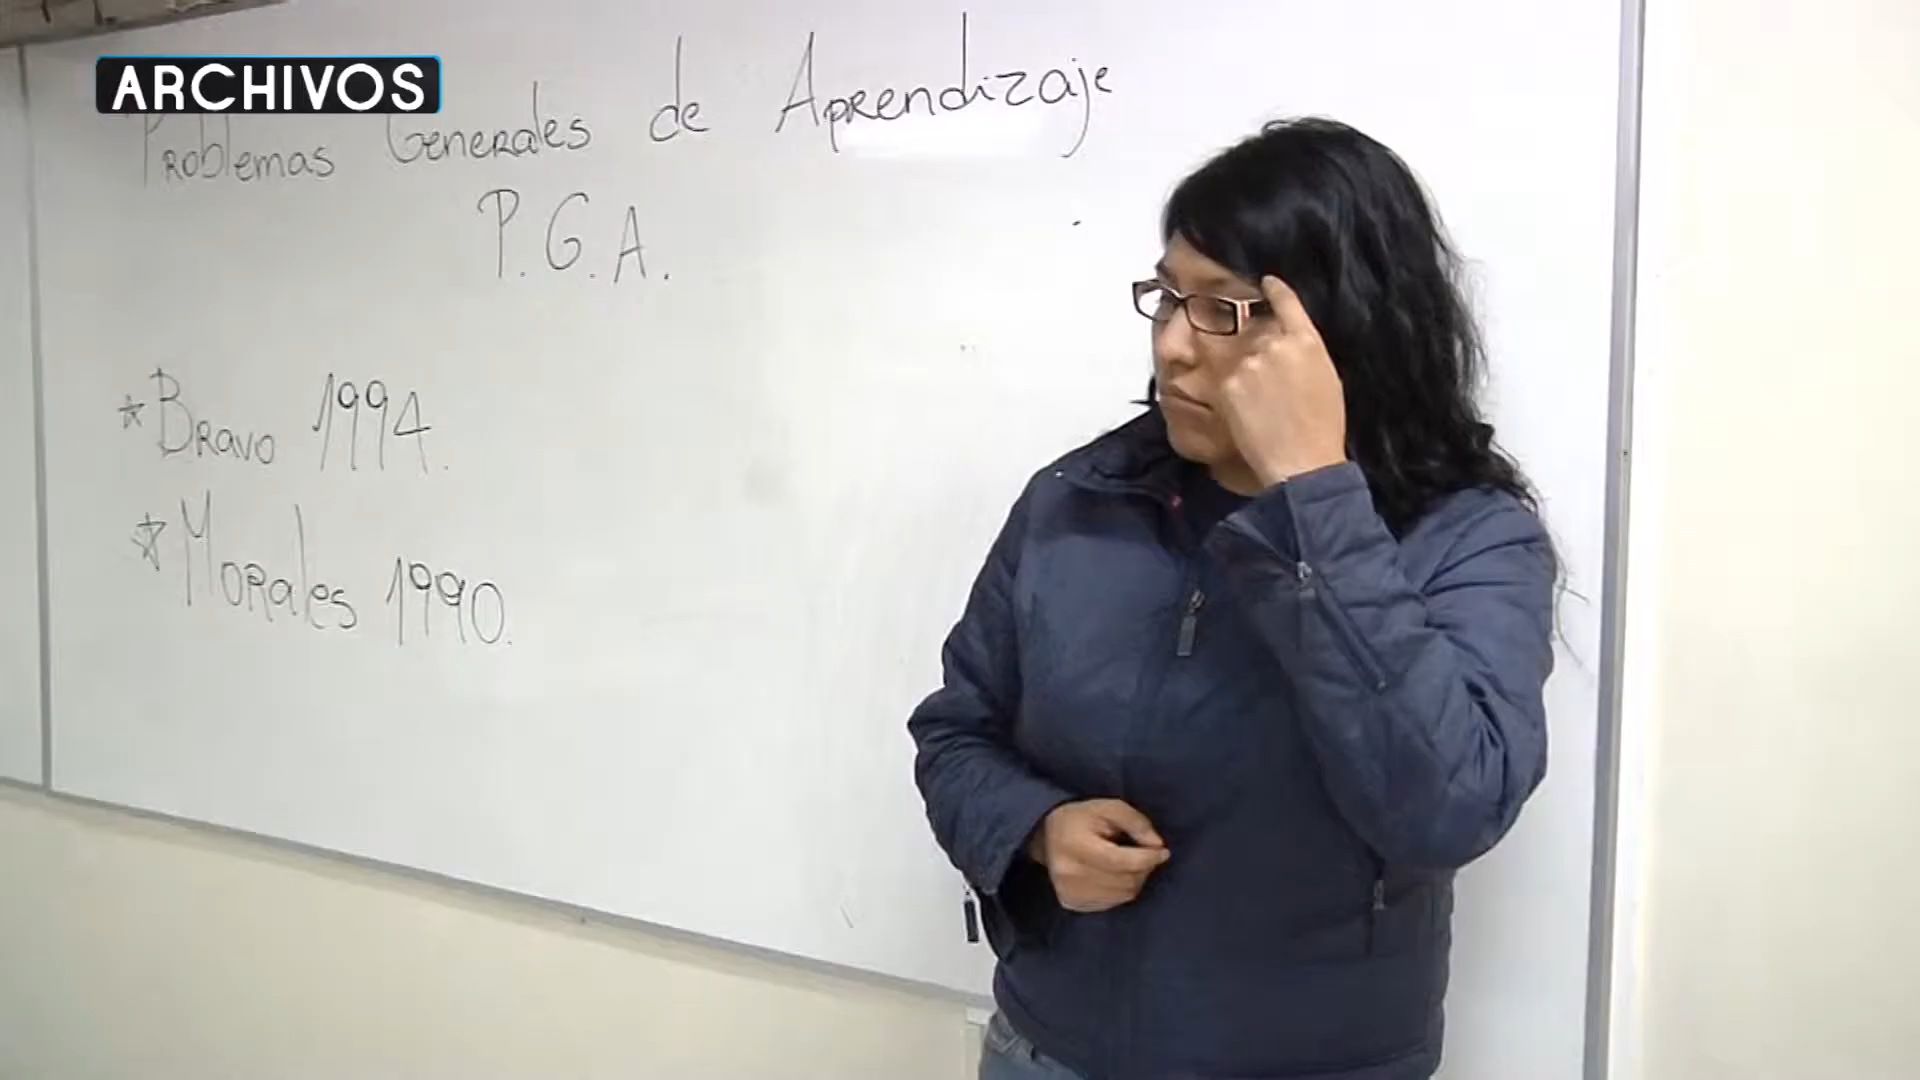 ARCHIVOS
Problemas Generales de Aprendizaje
P.G.A.
* Bravo 1994.
* Morales 1990.